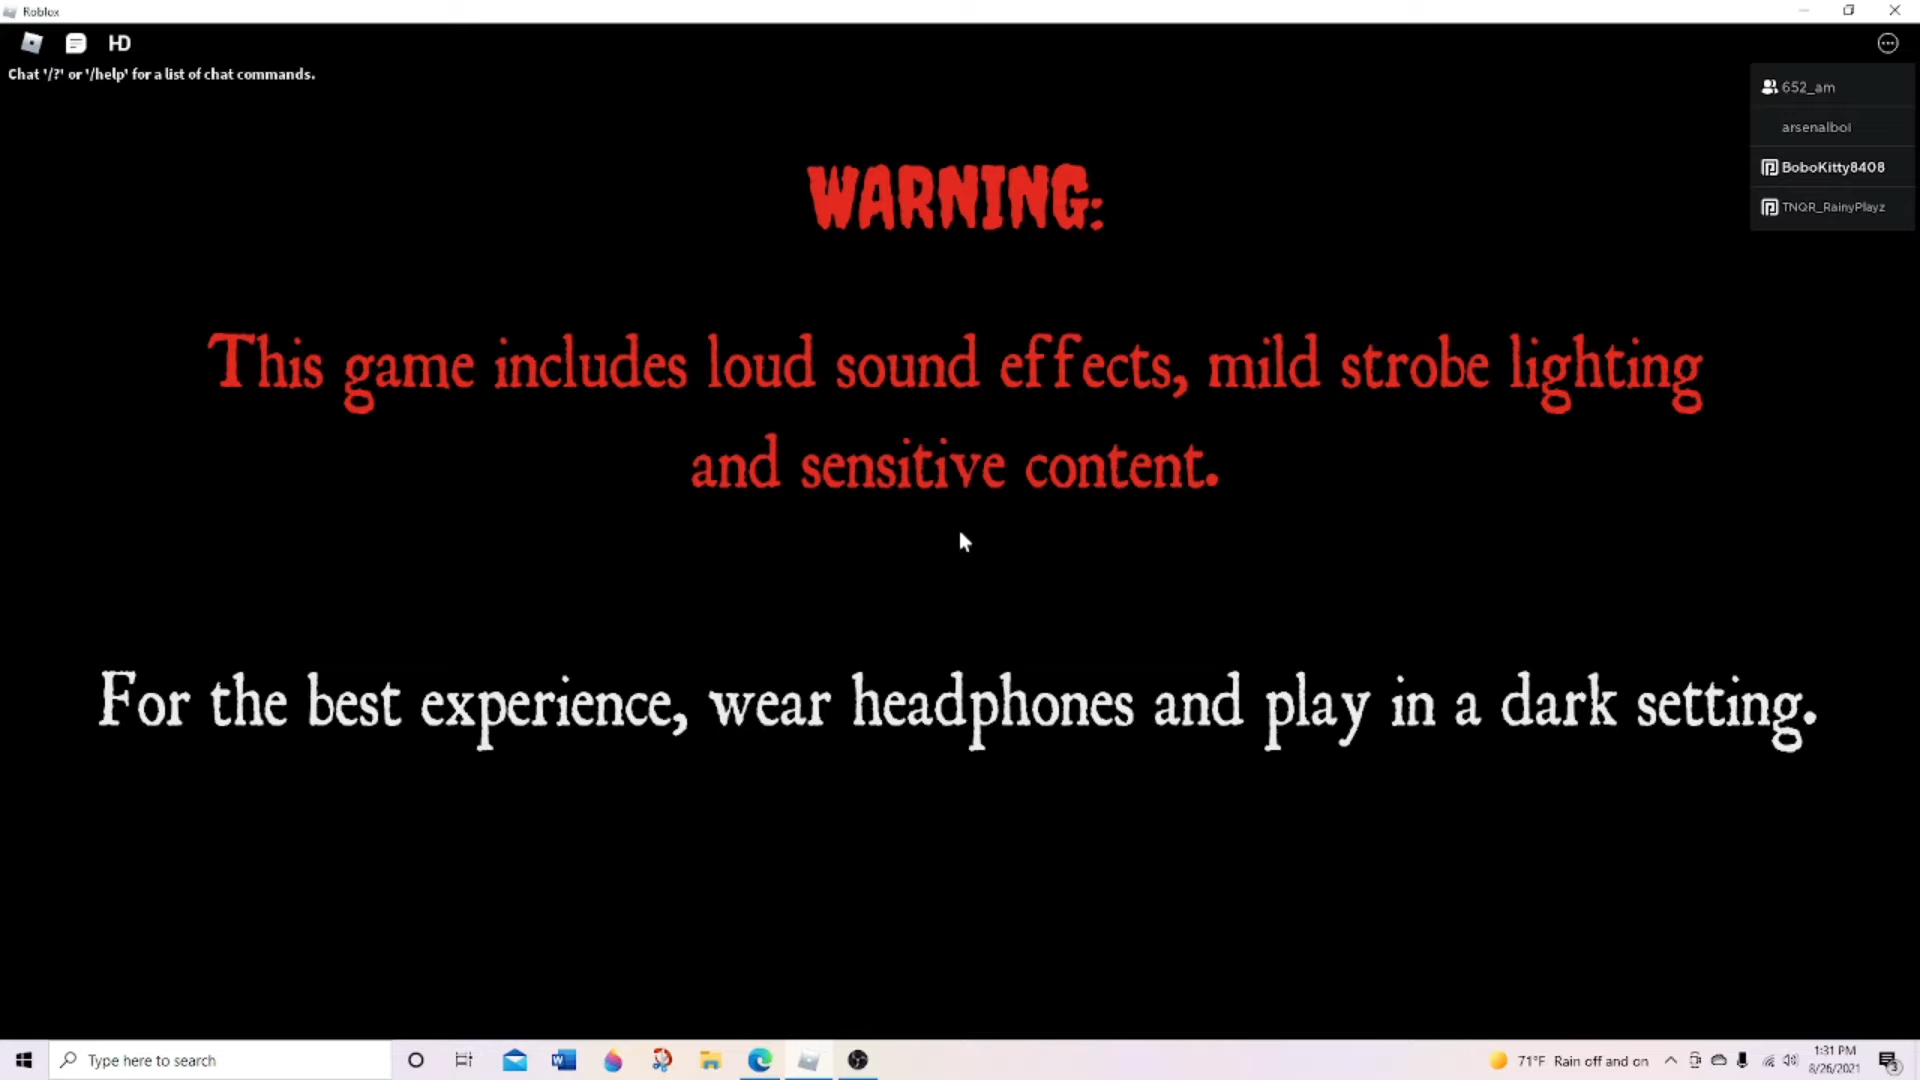 Roblox
HD
Chat '/?' or '/help' for a list of chat commands.
652_am
arsenalboi
BoboKitty8408
TNQR_RainyPlayz
WARNING:
This game includes loud sound effects, mild strobe lighting
and sensitive content.
For the best experience, wear headphones and play in a dark setting.
Type here to search
71°F Rain off and on
1:31 PM
8/26/2021
3